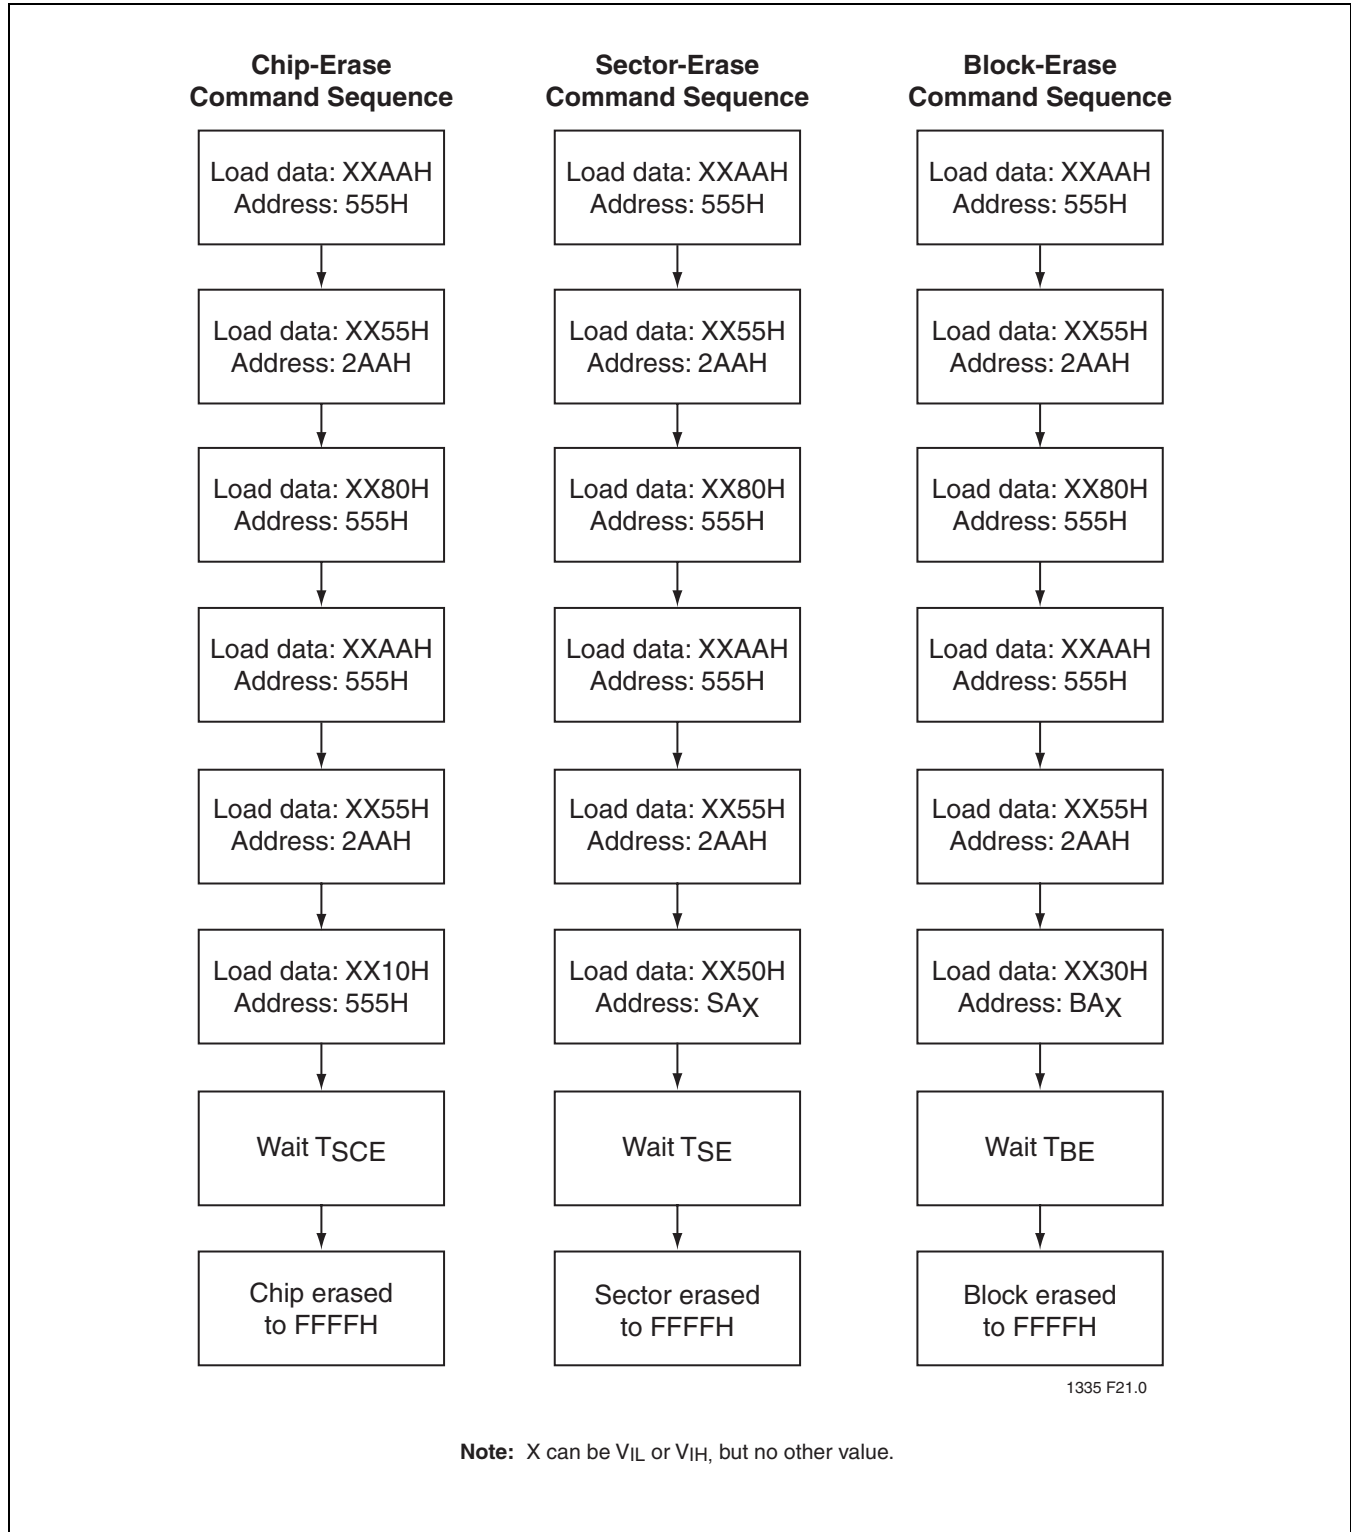 Chip-Erase
Command Sequence
Load data: XXAAH
Address: 555H
Load data: XX55H
Address: 2AAH
Load data: XX80H
Address: 555H
Load data: XXAAH
Address: 555H
Load data: XX55H
Address: 2AAH
Load data: XX10H
Address: 555H
Wait TSCE
Chip erased
to FFFFH
Sector-Erase
Command Sequence
Load data: XXAAH
Address: 555H
Load data: XX55H
Address: 2AAH
Load data: XX80H
Address: 555H
Load data: XXAAH
Address: 555H
Load data: XX55H
Address: 2AAH
Load data: XX50H
Address: SAX
Wait TSE
Sector erased
to FFFFH
Block-Erase
Command Sequence
Load data: XXAAH
Address: 555H
Load data: XX55H
Address: 2AAH
Load data: XX80H
Address: 555H
Load data: XXAAH
Address: 555H
Load data: XX55H
Address: 2AAH
Load data: XX30H
Address: BAX
Wait TBE
Block erased
to FFFFH
1335 F21.0
Note: X can be VIL or VIH, but no other value.